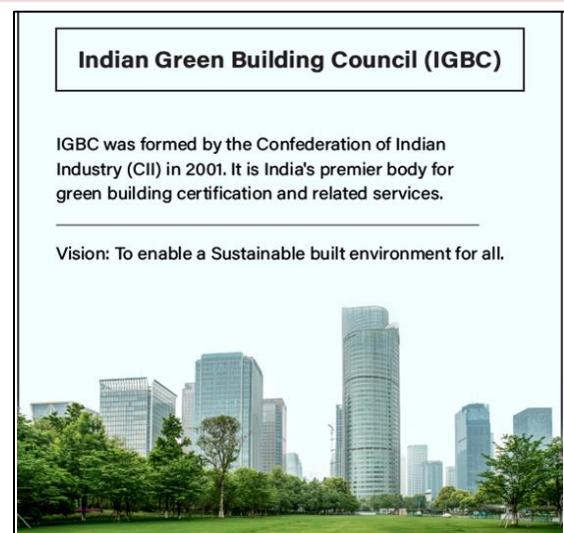 Indian Green Building Council (IGBC)
IGBC was formed by the Confederation of Indian
Industry (CII) in 2001. It is India's premier body for
green building certification and related services.
Vision: To enable a Sustainable built environment for all.